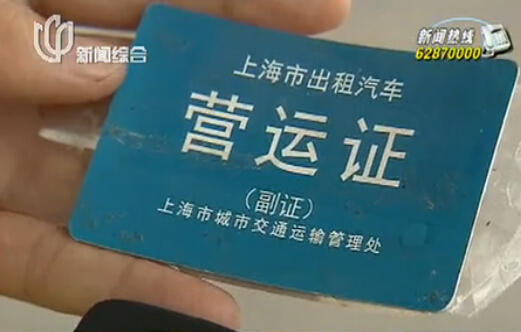 新闻综合
新闻热线
62870000
上海市出租汽车
营运证
(副证)
上海市城市交通运输管理处